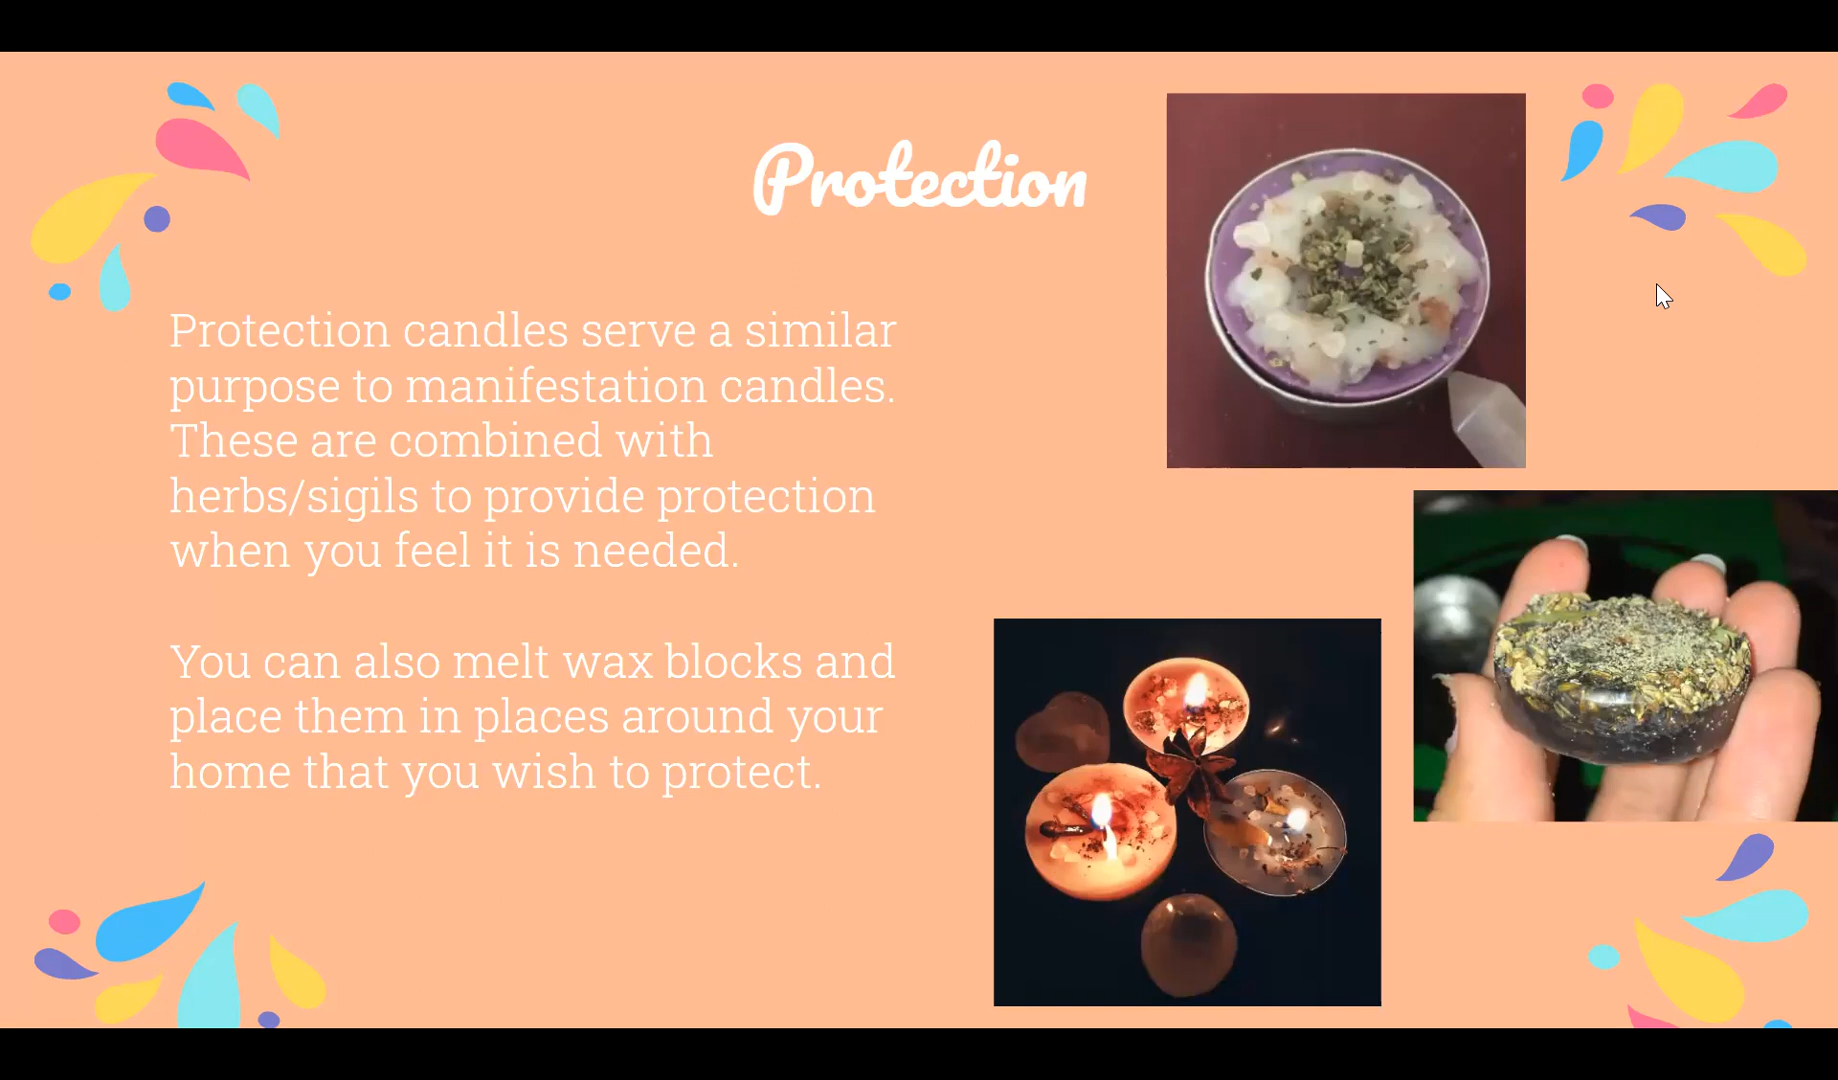 Protection
Protection candles serve a similar
purpose to manifestation candles.
These are combined with
herbs/sigils to provide protection
when you feel it is needed.
You can also melt wax blocks and
place them in places around your
home that you wish to protect.